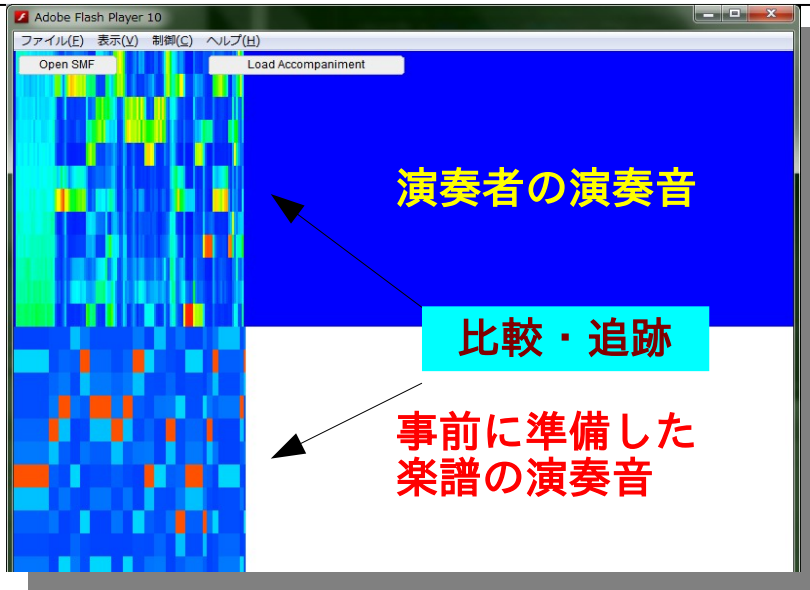 Adobe Flash Player 10
ファイル(F) 表示(V) 制御(C) ヘルプ(H)
Open SMF Load Accompaniment
演奏者の演奏音
比較・追跡
事前に準備した
楽譜の演奏音